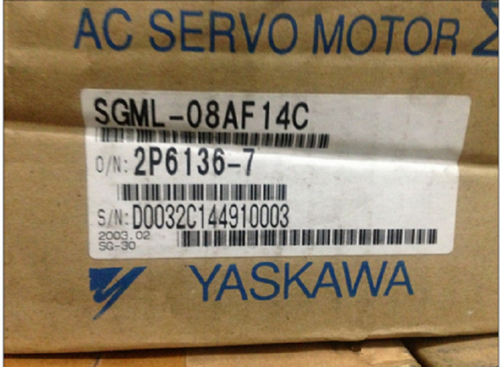 AC SERVO MOTOR Σ
SGML-08AF14C
O/N: 2P6136-7
S/N: D0032C144910003
2003.02
SG-30
YASKAWA